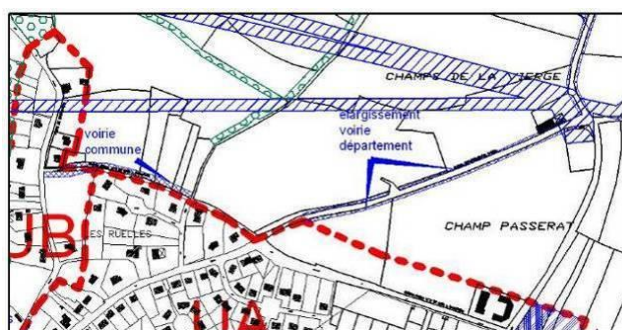 CHAMPS DE LA VIERGE
élargissement
voirie
département
voirie
commune
CHAMP PASSERAT
UB
LES RUELLES
UA